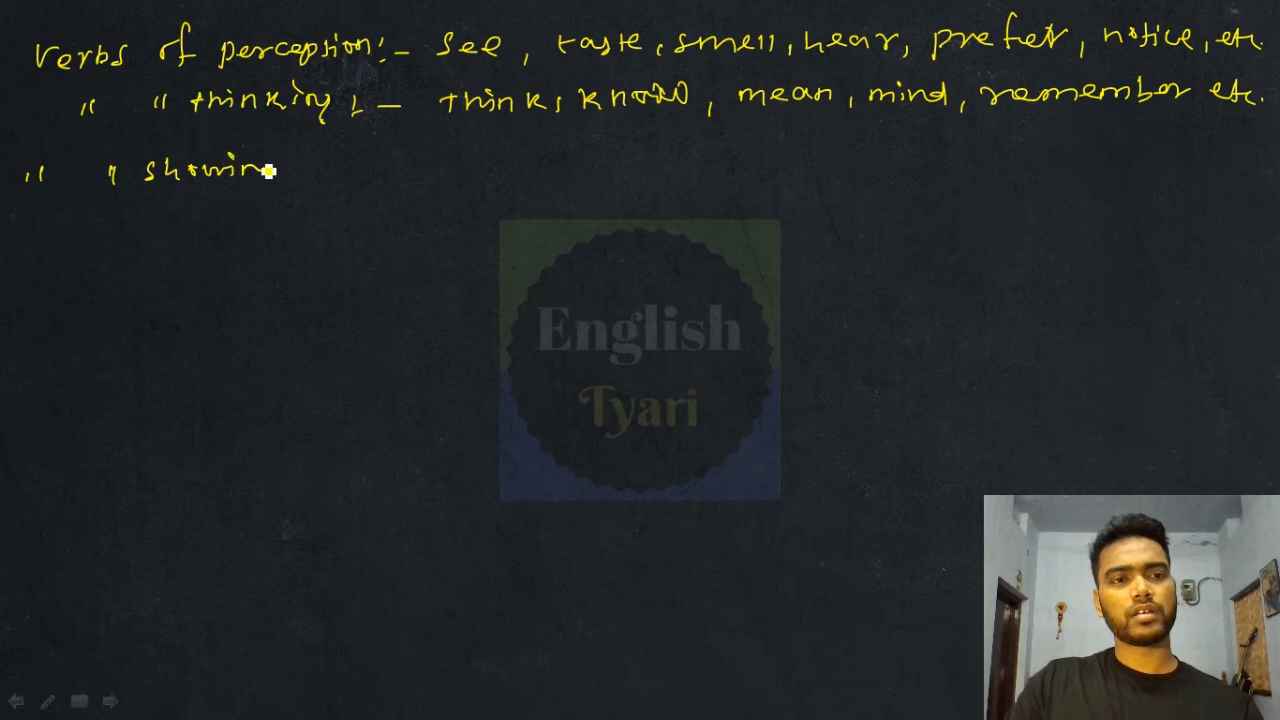 Verbs of perception:- see, taste, smell, hear, prefer, notice, etc.
" " thinking :- think, know, mean, mind, remember etc.
" " showin
English
Tyari